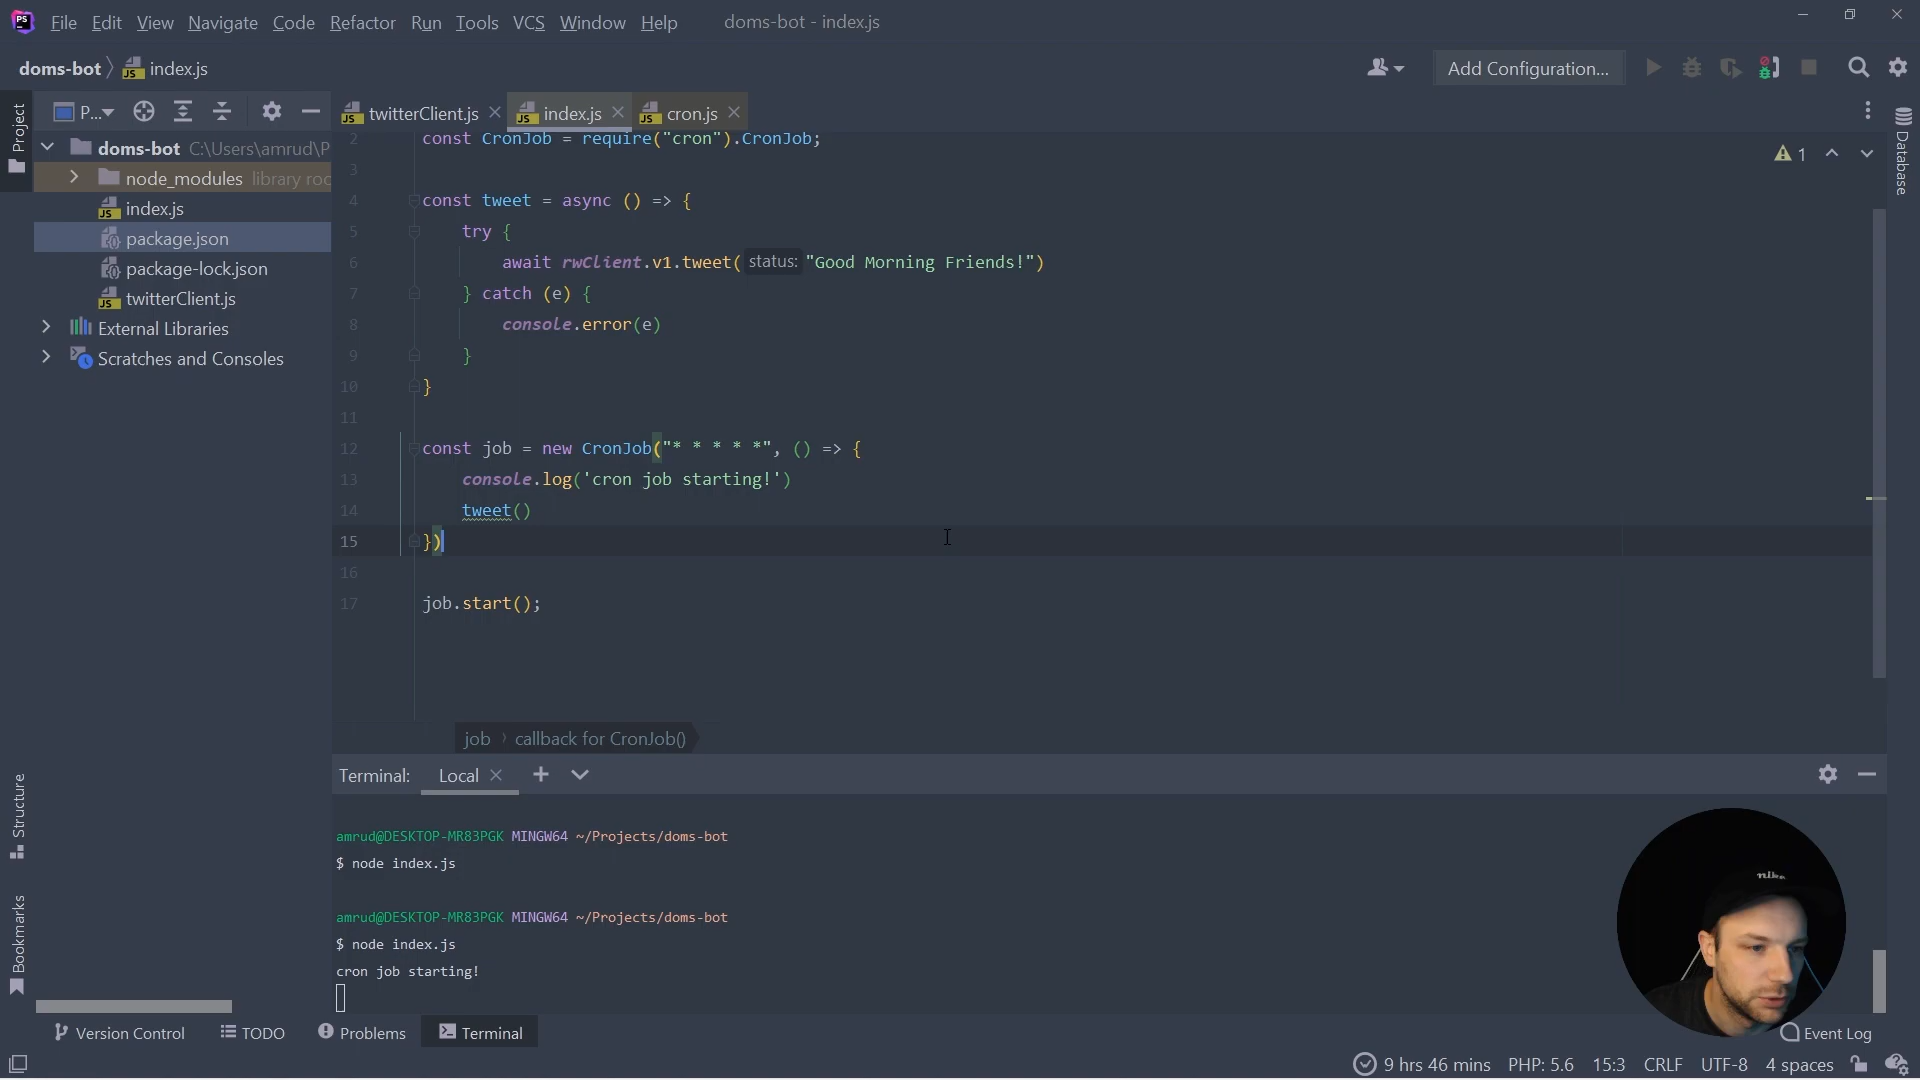 PS File Edit View Navigate Code Refactor Run Tools VCS Window Help doms-bot - index.js
doms-bot index.js Add Configuration...
Project P... twitterClient.js index.js cron.js
doms-bot C:\Users\amrud\P
node_modules library roo
index.js
package.json
package-lock.json
twitterClient.js
External Libraries
Scratches and Consoles
2 const CronJob = require("cron").CronJob;
1
3
4 const tweet = async () => {
5 try {
6 await rwClient.v1.tweet( status: "Good Morning Friends!")
7 } catch (e) {
8 console.error(e)
9 }
10 }
11
12 const job = new CronJob("* * * * *", () => {
13 console.log('cron job starting!')
14 tweet()
15 })
16
17 job.start();
job callback for CronJob()
Database
Structure
Bookmarks
Terminal: Local
amrud@DESKTOP-MR83PGK MINGW64 ~/Projects/doms-bot
$ node index.js
amrud@DESKTOP-MR83PGK MINGW64 ~/Projects/doms-bot
$ node index.js
cron job starting!
nike
Version Control TODO Problems Terminal Event Log
9 hrs 46 mins PHP: 5.6 15:3 CRLF UTF-8 4 spaces